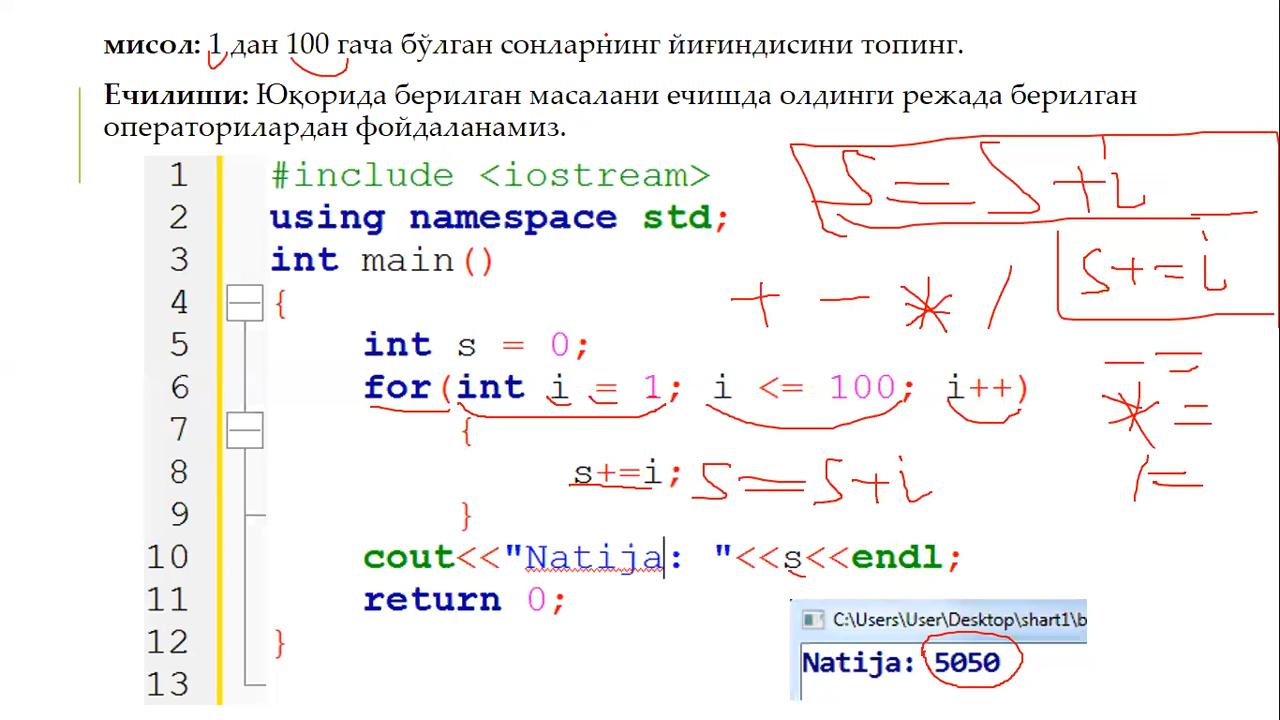 мисол: 1 дан 100 гача бўлган сонларнинг йиғиндисини топинг.
Ечилиши: Юқорида берилган масалани ечишда олдинги режада берилган
операторилардан фойдаланамиз.
1 #include <iostream>
2 using namespace std;
3 int main()
4 {
5 int s = 0;
6 for(int i = 1; i <= 100; i++)
7 {
8 s+=i; S=S+i
9 }
10 cout<<"Natija: "<<s<<endl;
11 return 0;
12 }
13
S=S+i
s+=i
+ - * /
-=
*=
/=
C:\Users\User\Desktop\shart1\b
Natija: 5050